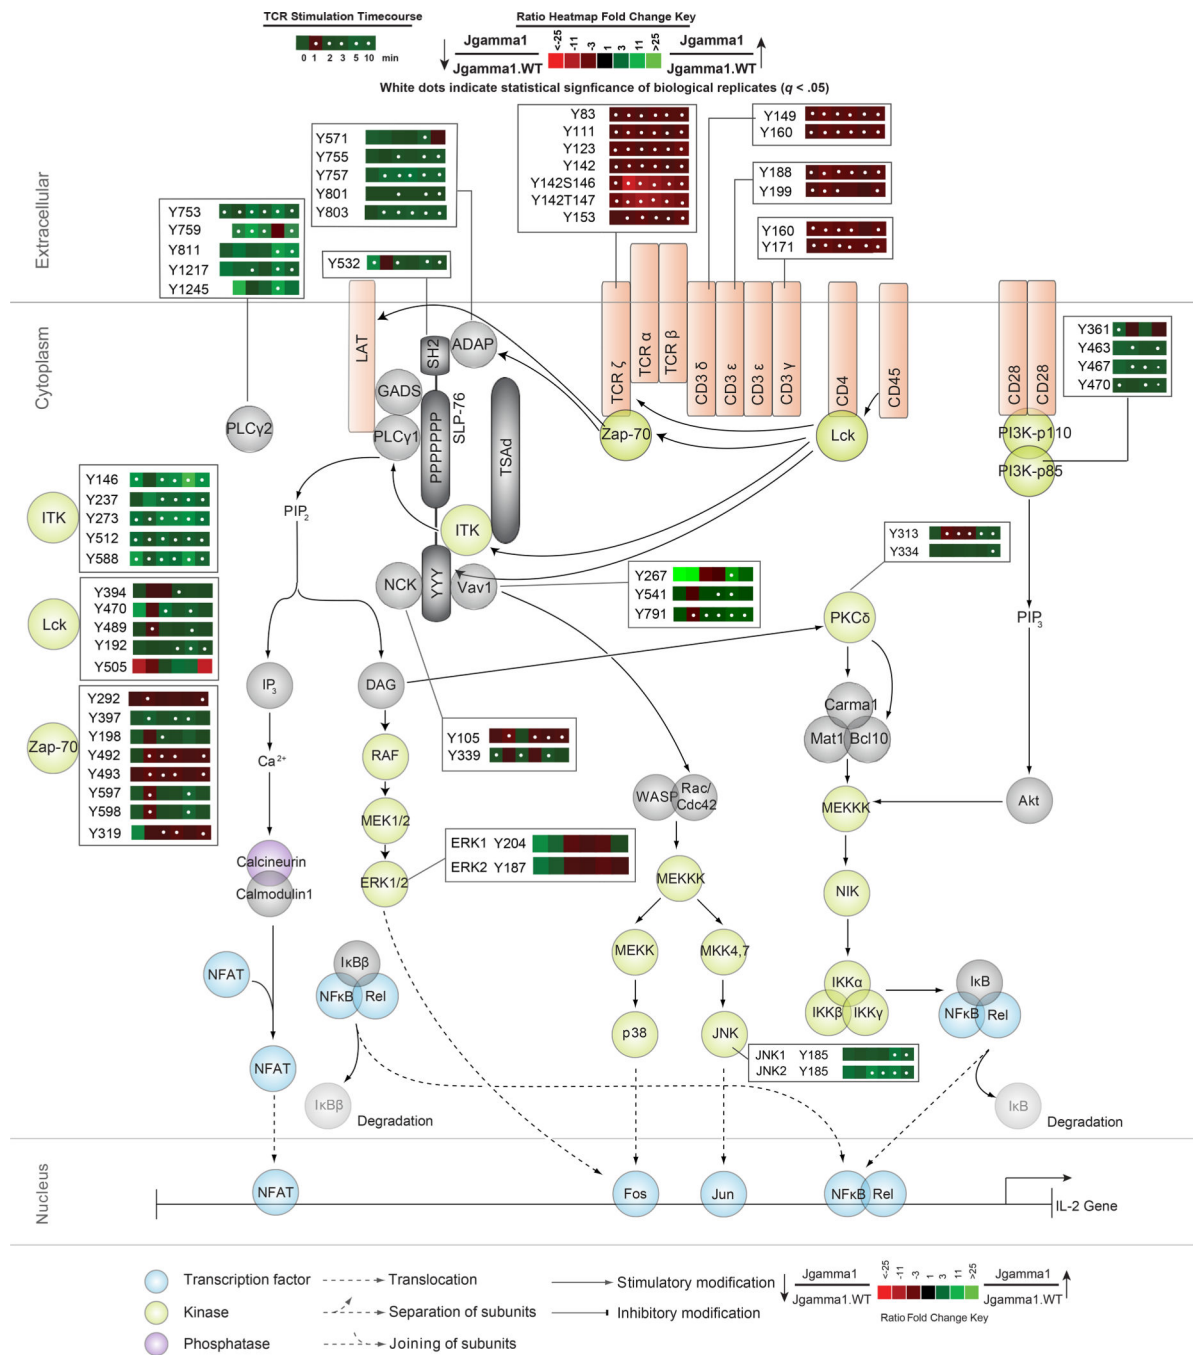 TCR Stimulation Timecourse
0 1 2 3 5 10 min
Ratio Heatmap Fold Change Key
Jgamma1
Jgamma1.WT
<-25 -11 -3 1 3 11 >25
Jgamma1
Jgamma1.WT
White dots indicate statistical signficance of biological replicates (q < .05)
Extracellular
Y571
Y755
Y757
Y801
Y803
Y83
Y111
Y123
Y142
Y142S146
Y142T147
Y153
Y149
Y160
Y188
Y199
Y160
Y171
Y753
Y759
Y811
Y1217
Y1245
Y532
Cytoplasm
LAT
SH2
ADAP
GADS
PLCγ1
PPPPPPP
SLP-76
TSAd
ITK
YYY
NCK
Vav1
PLCγ2
TCR ζ
TCR α
TCR β
CD3 δ
CD3 ε
CD3 ε
CD3 γ
CD4
CD45
CD28
CD28
Zap-70
Lck
PI3K-p110
PI3K-p85
Y361
Y463
Y467
Y470
ITK
Y146
Y237
Y273
Y512
Y588
Lck
Y394
Y470
Y489
Y192
Y505
Zap-70
Y292
Y397
Y198
Y492
Y493
Y597
Y598
Y319
PIP2
IP3
DAG
Ca2+
Y313
Y334
Y267
Y541
Y791
PKCδ
PIP3
Carma1
Mat1
Bcl10
Y105
Y339
RAF
MEK1/2
ERK1/2
ERK1 Y204
ERK2 Y187
WASP
Rac/
Cdc42
MEKKK
MEKKK
Akt
Calcineurin
Calmodulin1
NIK
MEKK
MKK4,7
NFAT
IκBβ
NFκB
Rel
IKKα
IKKβ
IKKγ
IκB
NFκB
Rel
p38
JNK
JNK1 Y185
JNK2 Y185
NFAT
IκBβ
Degradation
IκB
Degradation
Nucleus
NFAT
Fos
Jun
NFκB
Rel
IL-2 Gene
Transcription factor
Translocation
Stimulatory modification
Kinase
Separation of subunits
Inhibitory modification
Phosphatase
Joining of subunits
Jgamma1
Jgamma1.WT
<-25 -11 -3 1 3 11 >25
Jgamma1
Jgamma1.WT
Ratio Fold Change Key